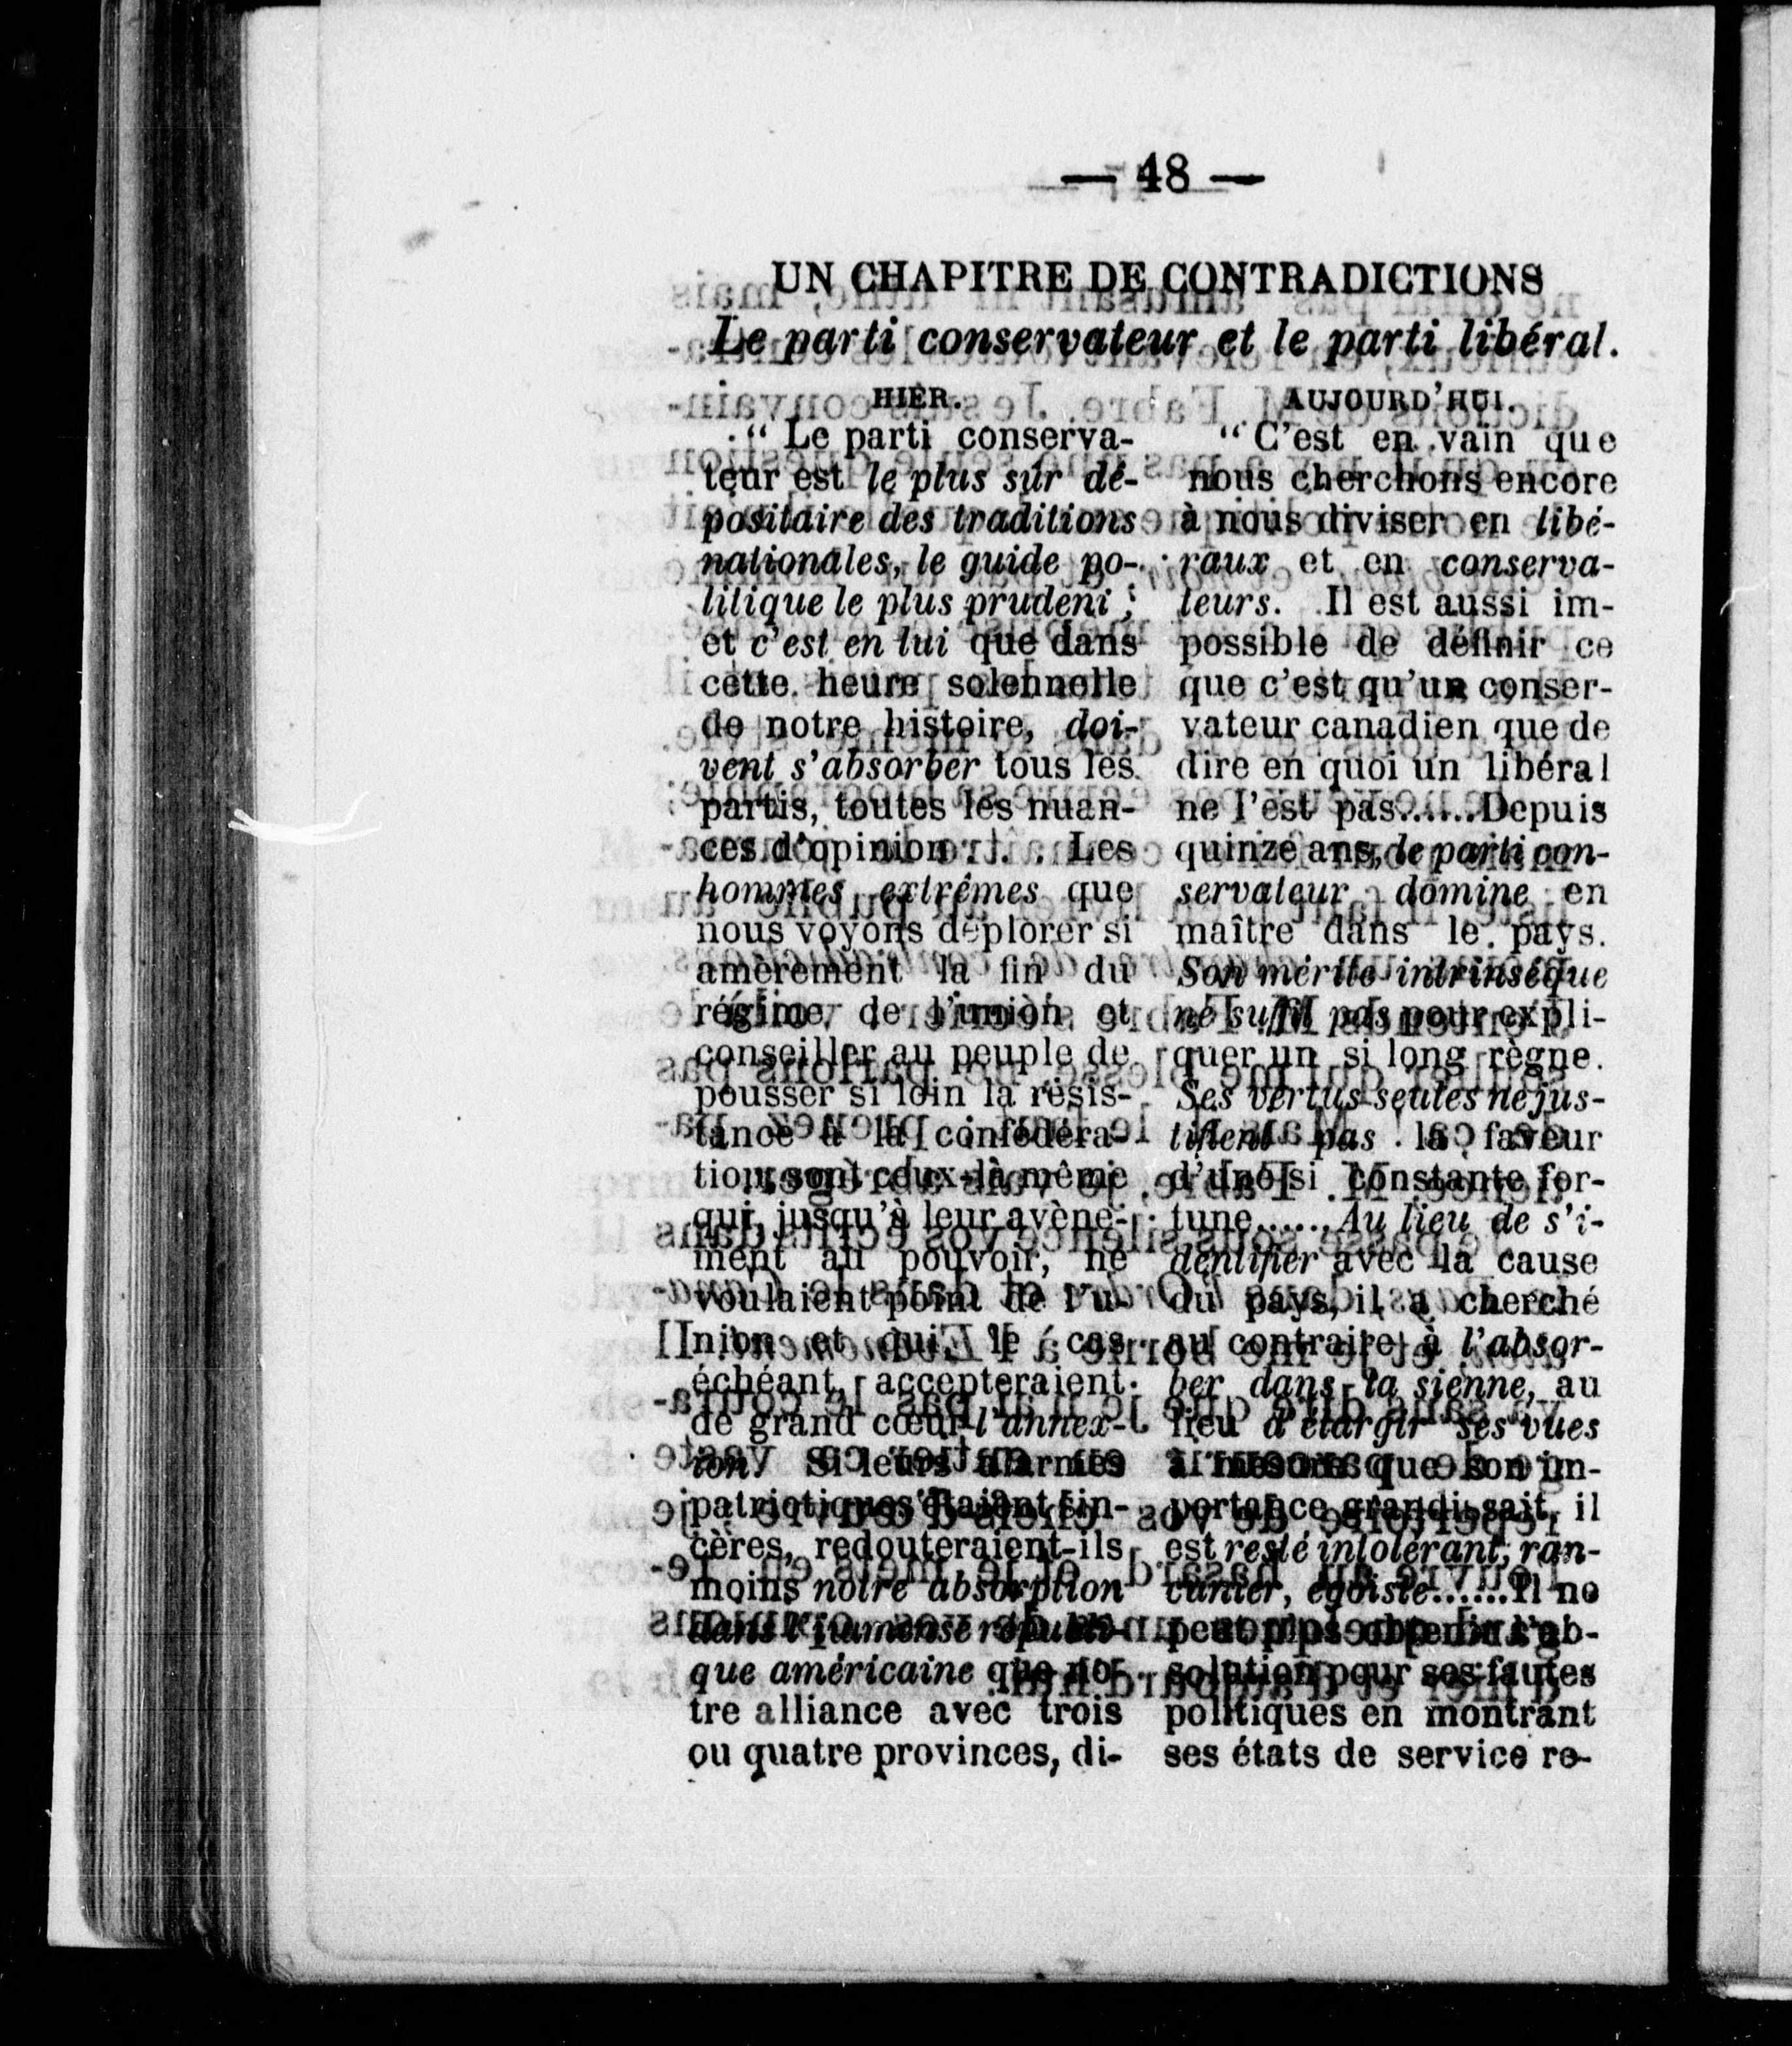 — 48 —
UN CHAPITRE DE CONTRADICTIONS
Le parti conservateur et le parti libéral.
HIER.
" Le parti conserva-
teur est le plus sûr dé-
positaire des traditions
nationales, le guide po-
litique le plus prudent ;
et c'est en lui que dans
cette heure solennelle
de notre histoire, doi-
vent s'absorber tous les
partis, toutes les nuan-
ces d'opinion . . . Les
hommes extrêmes que
nous voyons déplorer si
amèrement la fin du
régime de l'union et
conseiller au peuple de
pousser si loin la résis-
tance à la confédéra-
tion, sont ceux-là même
qui, jusqu'à leur avène-
ment au pouvoir, ne
voulaient point de l'u-
nion et qui, le cas
échéant, accepteraient
de grand cœur l'annex-
ion. Si leurs alarmes
patriotiques étaient sin-
cères, redouteraient-ils
moins notre absorption
dans l'immense républi-
que américaine que no-
tre alliance avec trois
ou quatre provinces, di-
AUJOURD'HUI.
" C'est en vain que
nous cherchons encore
à nous diviser en libé-
raux et en conserva-
teurs. Il est aussi im-
possible de définir ce
que c'est qu'un conser-
vateur canadien que de
dire en quoi un libéral
ne l'est pas......Depuis
quinze ans, le parti con-
servateur domine en
maître dans le pays.
Son mérite intrinsèque
ne suffit pas pour expli-
quer un si long règne.
Ses vertus seules ne jus-
tifient pas la faveur
d'une si constante for-
tune......Au lieu de s'i-
dentifier avec la cause
du pays, il a cherché
au contraire à l'absor-
ber dans la sienne, au
lieu d'élargir ses vues
à mesure que son im-
portance grandissait, il
est resté intolérant, ran-
cunier, égoïste......Il ne
peut plus obtenir l'ab-
solution pour ses fautes
politiques en montrant
ses états de service re-